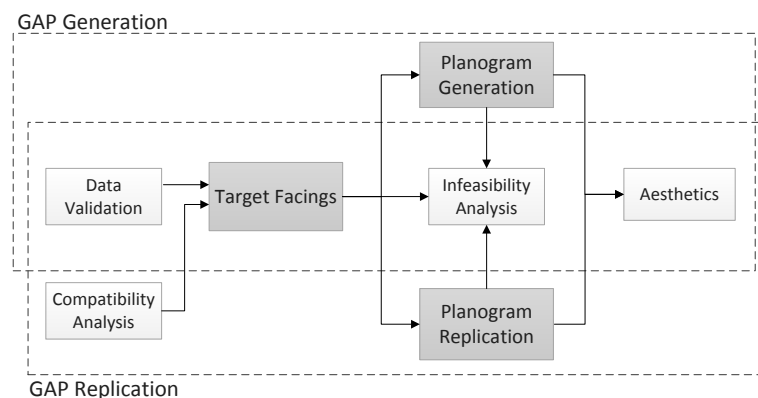 GAP Generation
Planogram
Generation
Data
Validation
Target Facings
Infeasibility
Analysis
Aesthetics
Compatibility
Analysis
Planogram
Replication
GAP Replication